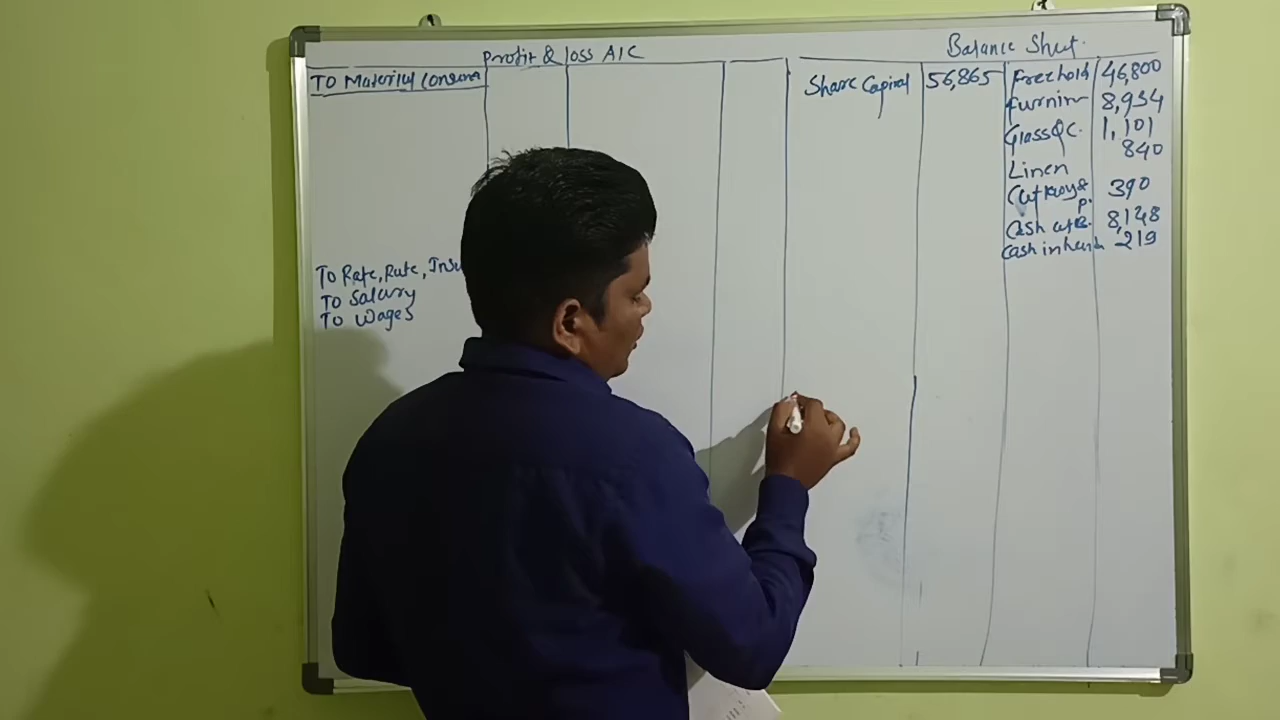 Profit & loss A/C
To Material Consum
To Rate, Rate, Insu
To Salary
To Wages
Balance Sheet
Share Capital 56,865
Freehold 46,800
Furnitur 8,934
Glass & C. 1,101
Linen 840
Cutlery & P. 390
Cash at B. 8,148
Cash in hand 219